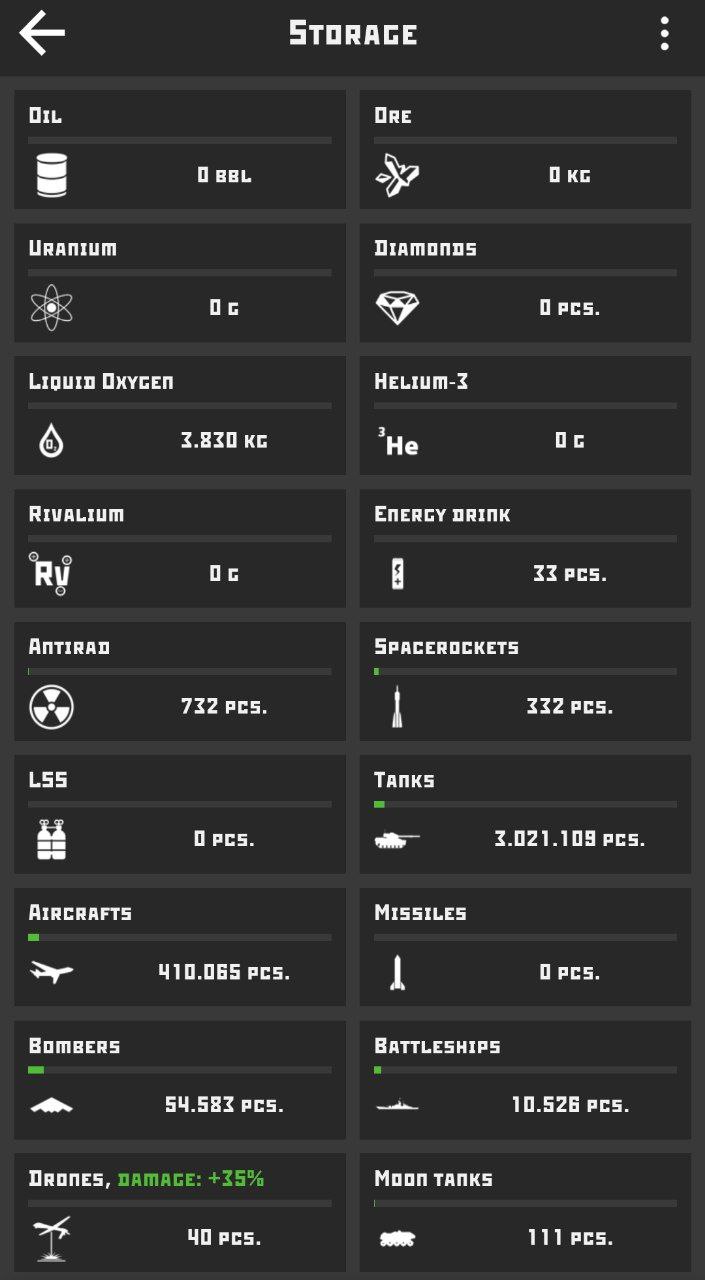 Storage
Oil
0 bbl
Ore
0 kg
Uranium
0 g
Diamonds
0 pcs.
Liquid Oxygen
O₂
3.830 kg
Helium-3
³He
0 g
Rivalium
Rv
0 g
Energy drink
33 pcs.
Antirad
732 pcs.
Spacerockets
332 pcs.
LSS
0 pcs.
Tanks
3.021.109 pcs.
Aircrafts
410.065 pcs.
Missiles
0 pcs.
Bombers
54.583 pcs.
Battleships
10.526 pcs.
Drones, damage: +35%
40 pcs.
Moon tanks
111 pcs.